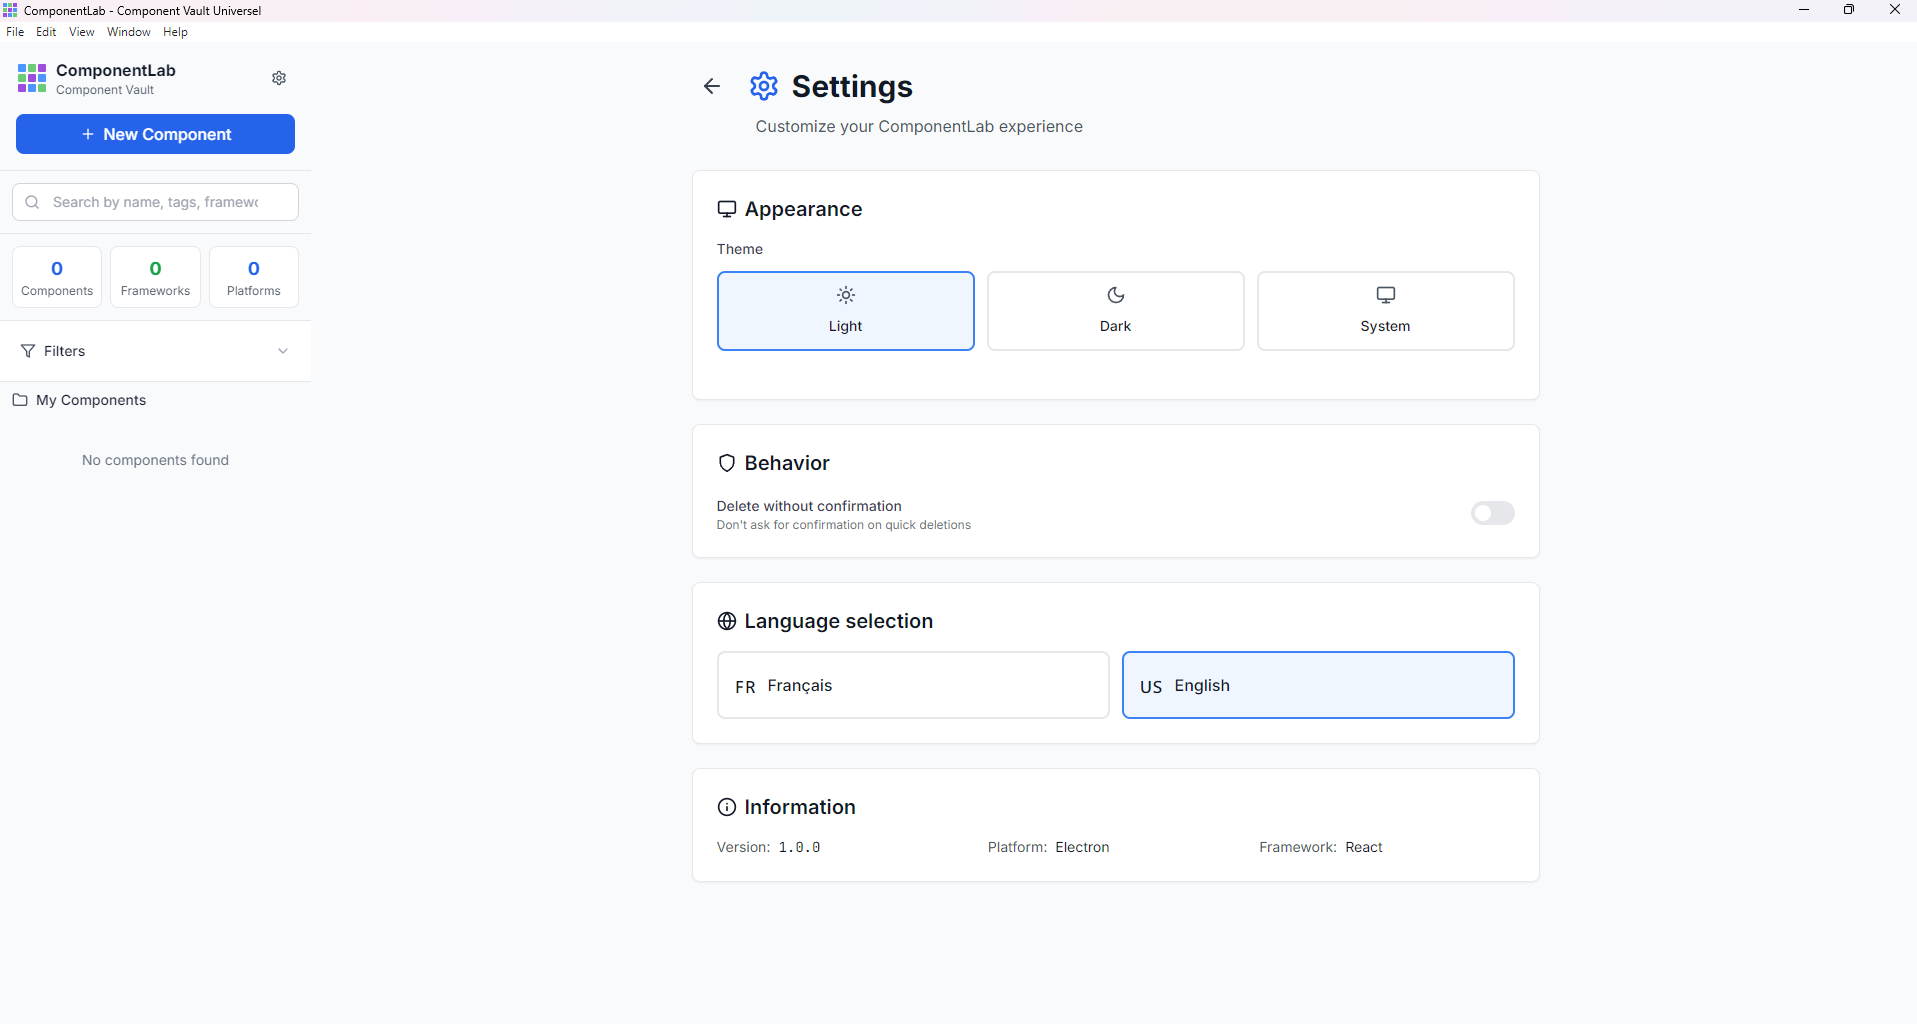 ComponentLab - Component Vault Universel
File Edit View Window Help
ComponentLab
Component Vault
+ New Component
Search by name, tags, framewo
0 0 0
Components Frameworks Platforms
Filters
My Components
No components found
Settings
Customize your ComponentLab experience
Appearance
Theme
Light Dark System
Behavior
Delete without confirmation
Don't ask for confirmation on quick deletions
Language selection
FR Français US English
Information
Version: 1.0.0 Platform: Electron Framework: React